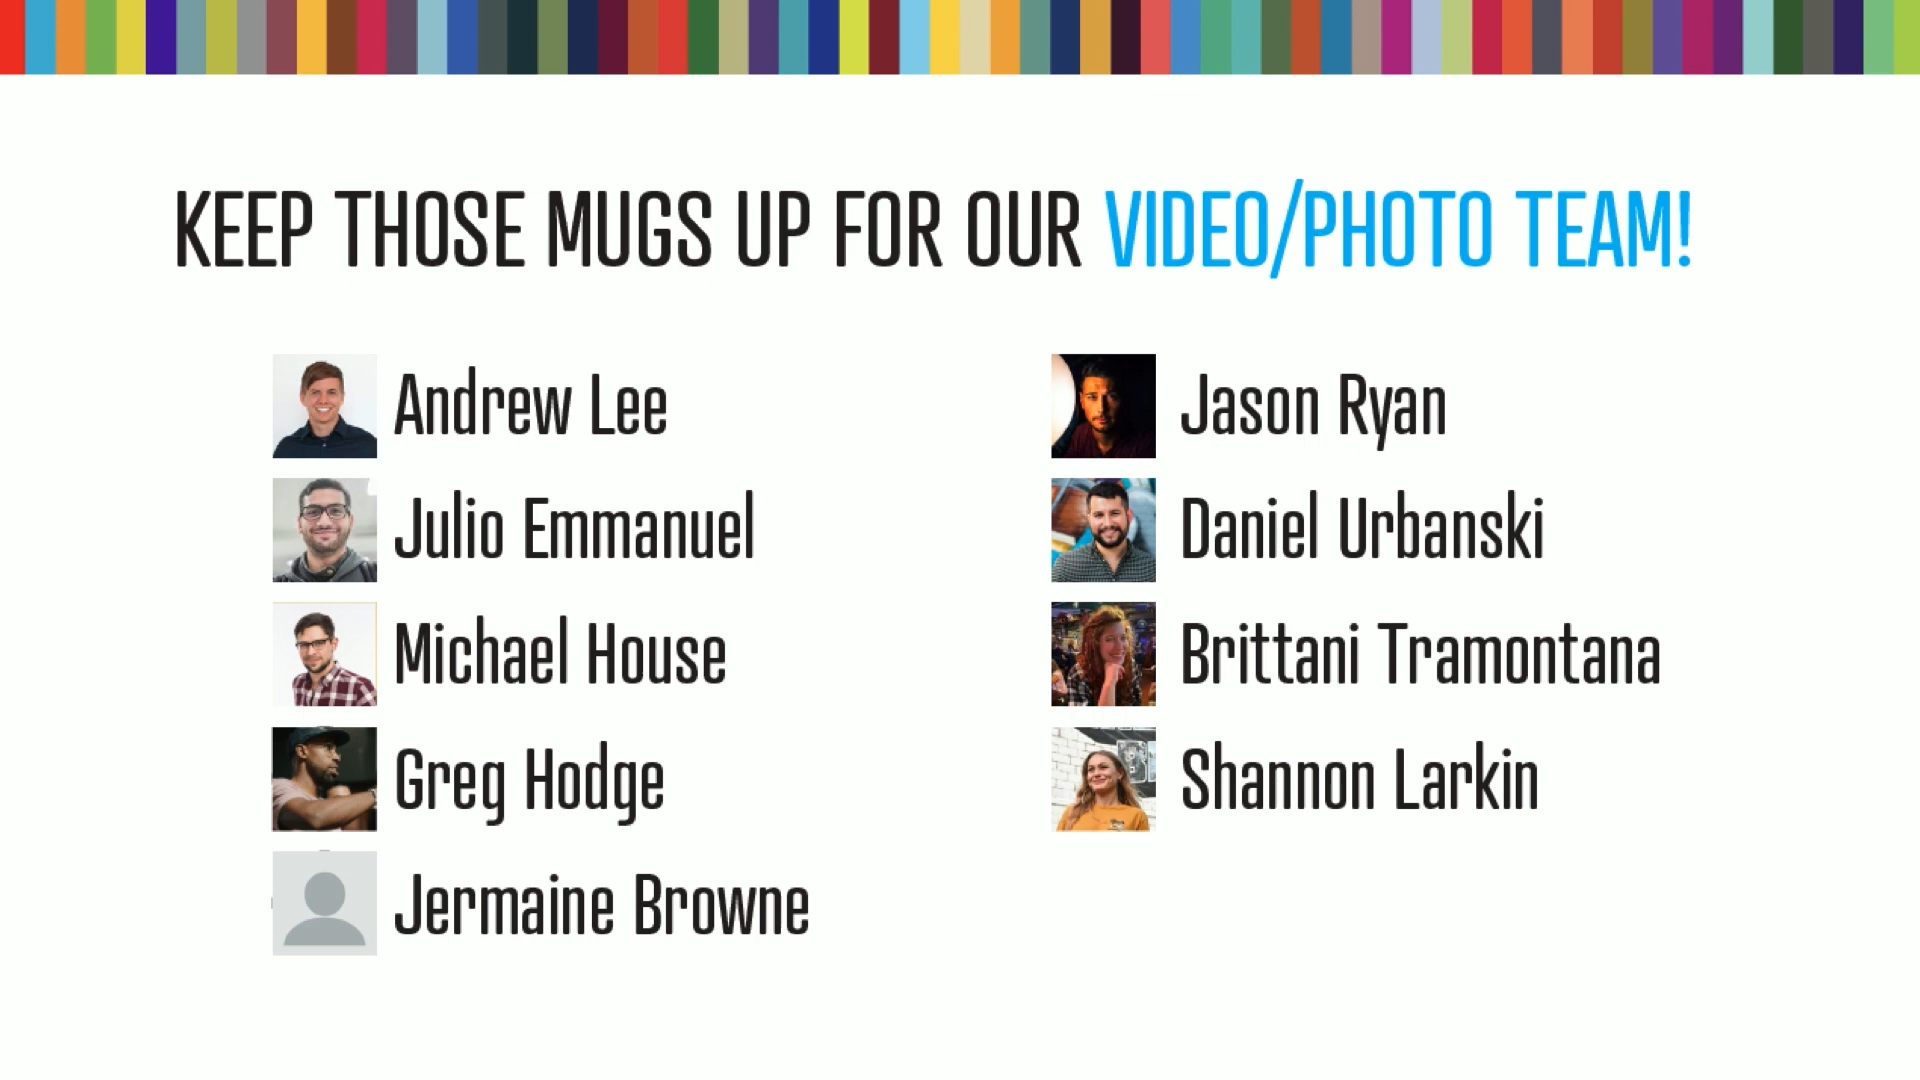 KEEP THOSE MUGS UP FOR OUR VIDEO/PHOTO TEAM!
Andrew Lee
Julio Emmanuel
Michael House
Greg Hodge
Jermaine Browne
Jason Ryan
Daniel Urbanski
Brittani Tramontana
Shannon Larkin